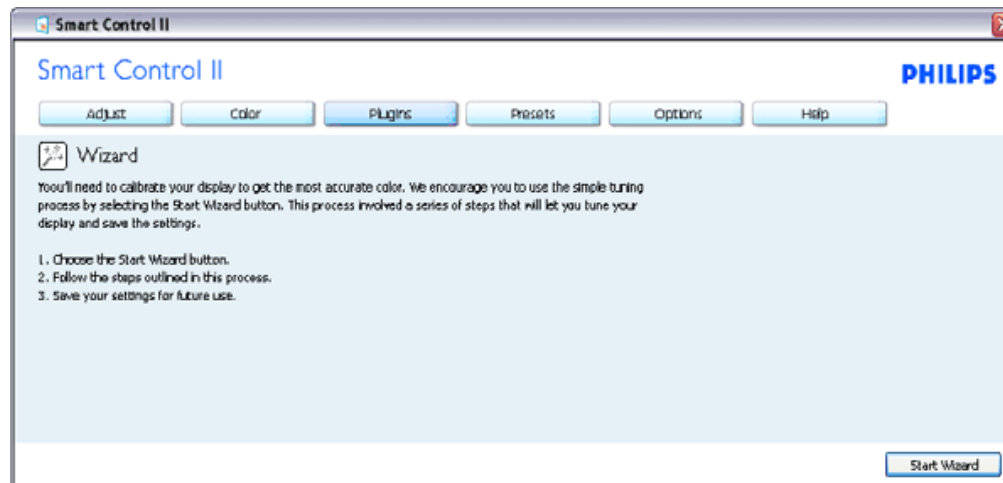 Smart Control II
Smart Control II
PHILIPS
Adjust Color Plugins Presets Options Help
Wizard
Yoou'll need to calibrate your display to get the most accurate color. We encourage you to use the simple tuning
process by selecting the Start Wizard button. This process involved a series of steps that will let you tune your
display and save the settings.
1. Choose the Start Wizard button.
2. Follow the steps outlined in this process.
3. Save your settings for future use.
Start Wizard